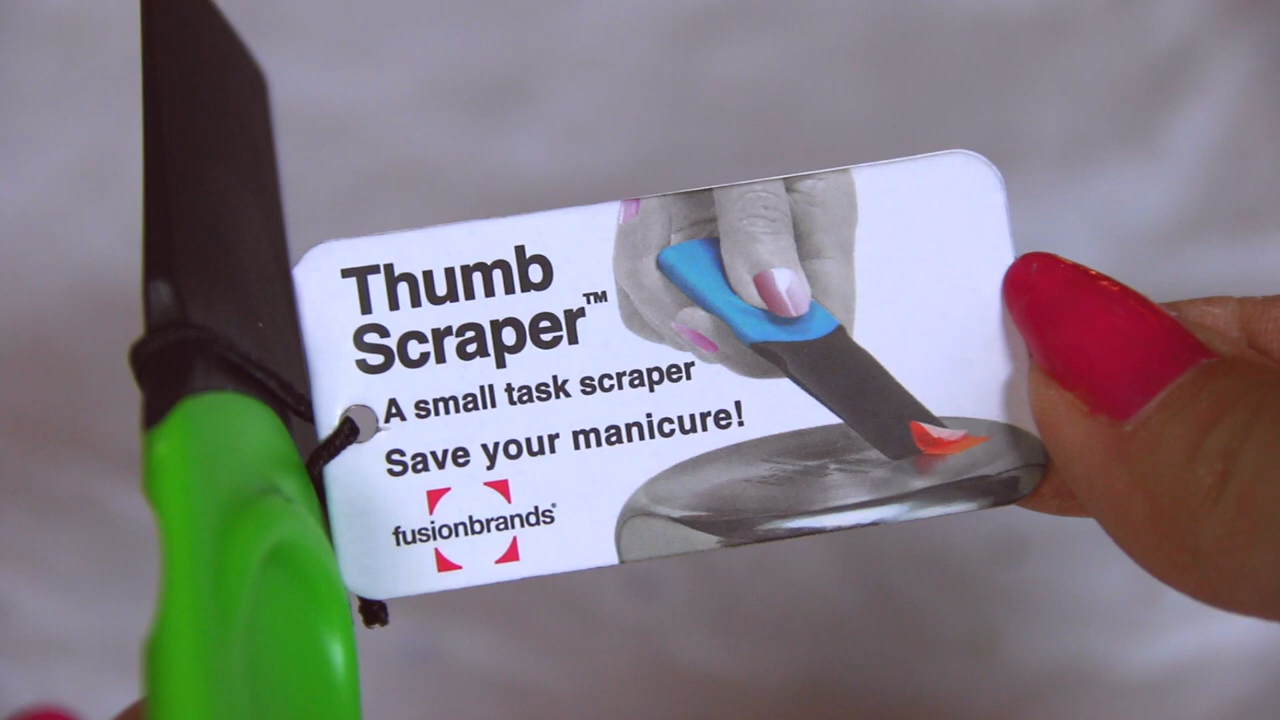 Thumb
Scraper™
A small task scraper
Save your manicure!
fusionbrands®